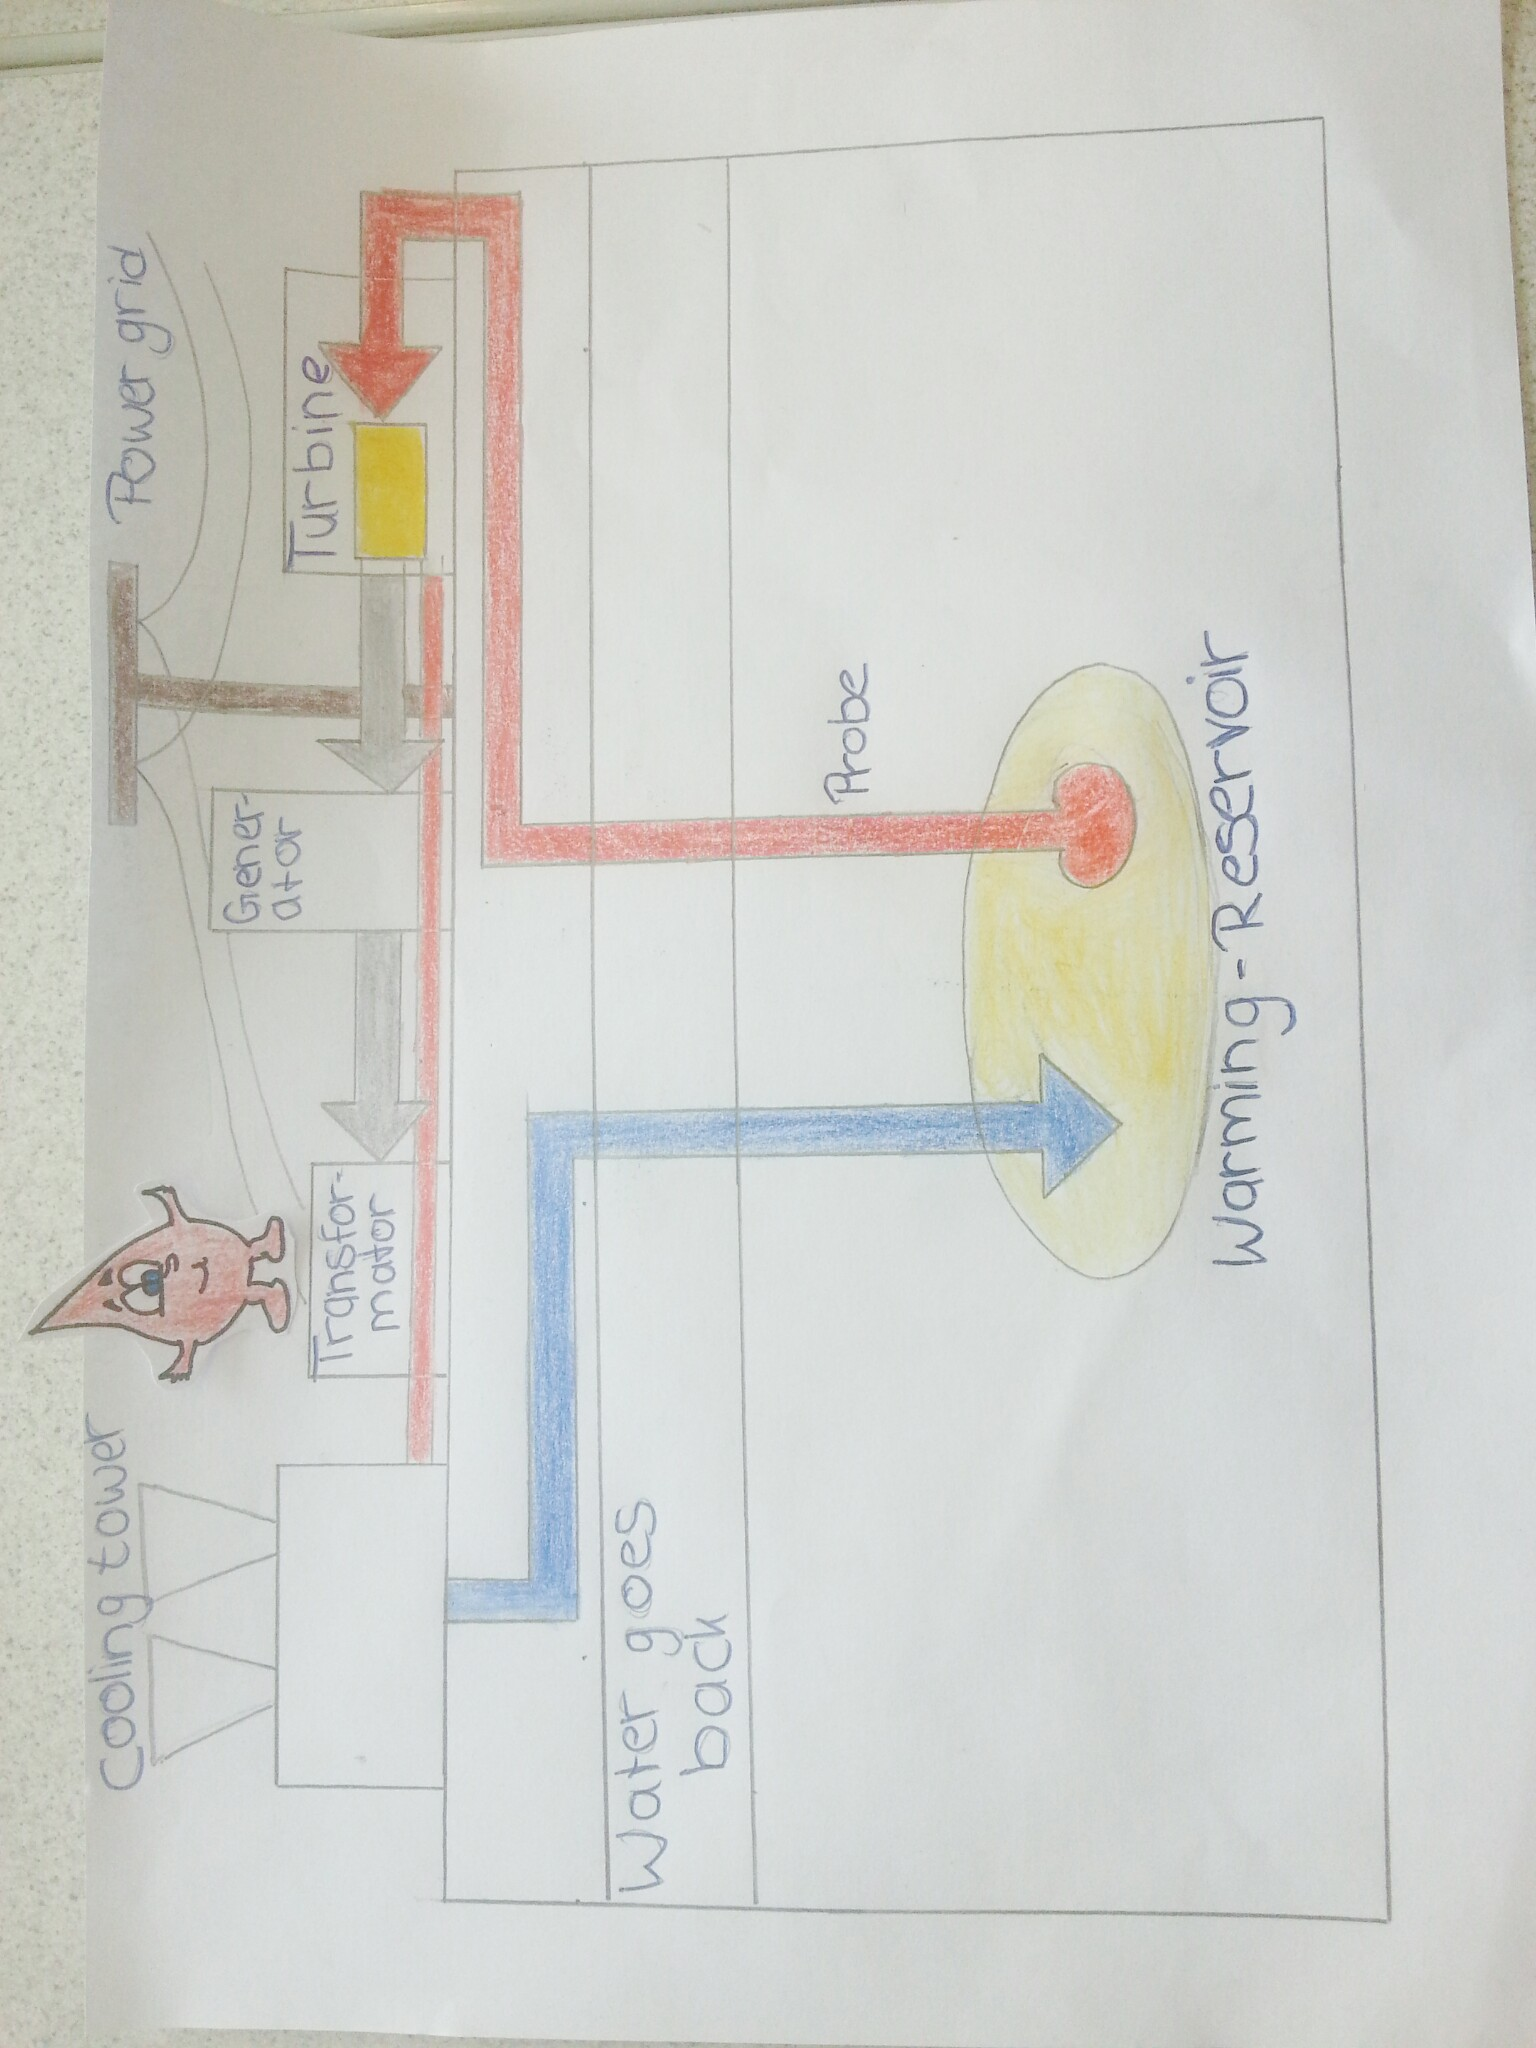 Cooling tower
Power grid
Transfor-
mator
Gener-
ator
Turbine
Water goes
back
Probe
Warming-Reservoir